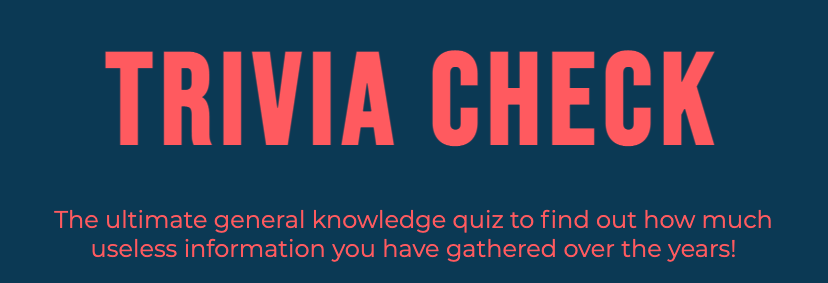 TRIVIA CHECK
The ultimate general knowledge quiz to find out how much
useless information you have gathered over the years!